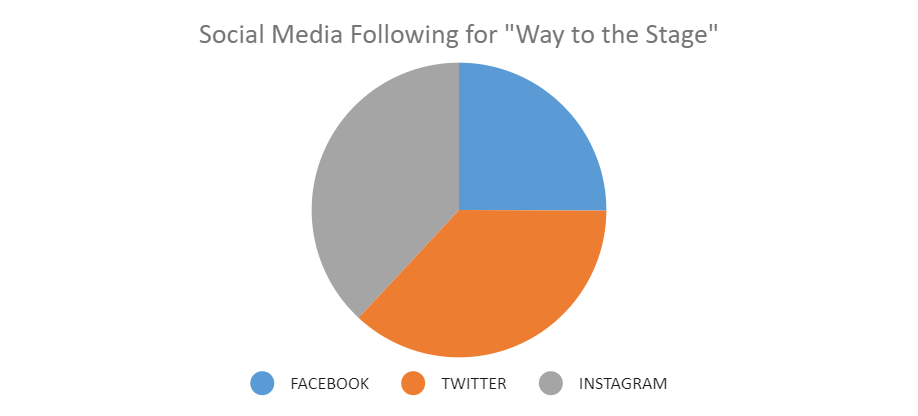 Social Media Following for "Way to the Stage"
FACEBOOK TWITTER INSTAGRAM